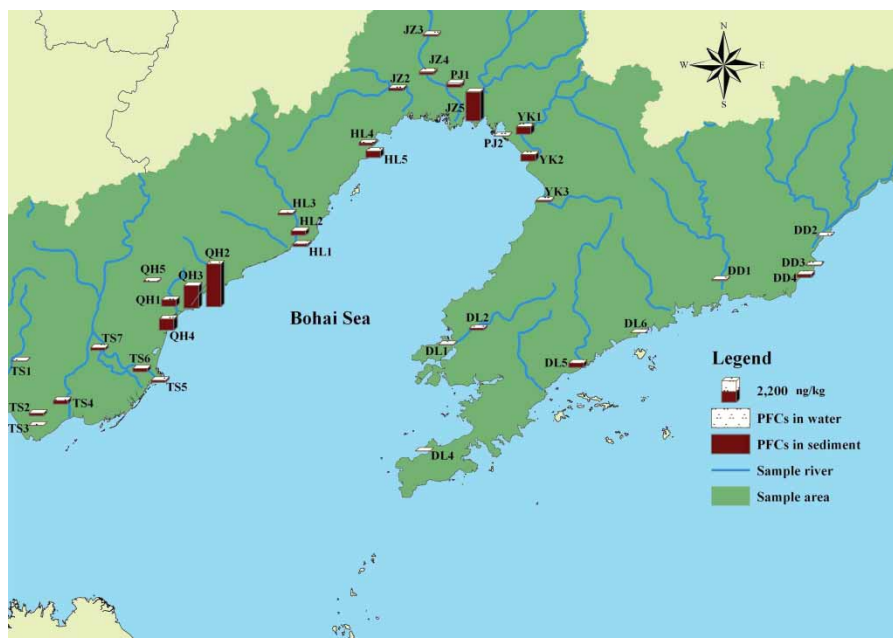 JZ3
N
W E
S
JZ4
PJ1
JZ2
JZ5
YK1
PJ2
HL4
HL5
YK2
YK3
HL3
HL2
HL1
DD2
QH2
QH5
QH3
DD3
DD4
DD1
QH1
Bohai Sea
DL2
DL6
QH4
TS7
DL1
TS6
TS1
DL5
TS5
TS4
TS2
TS3
DL4
Legend
2,200 ng/kg
PFCs in water
PFCs in sediment
Sample river
Sample area